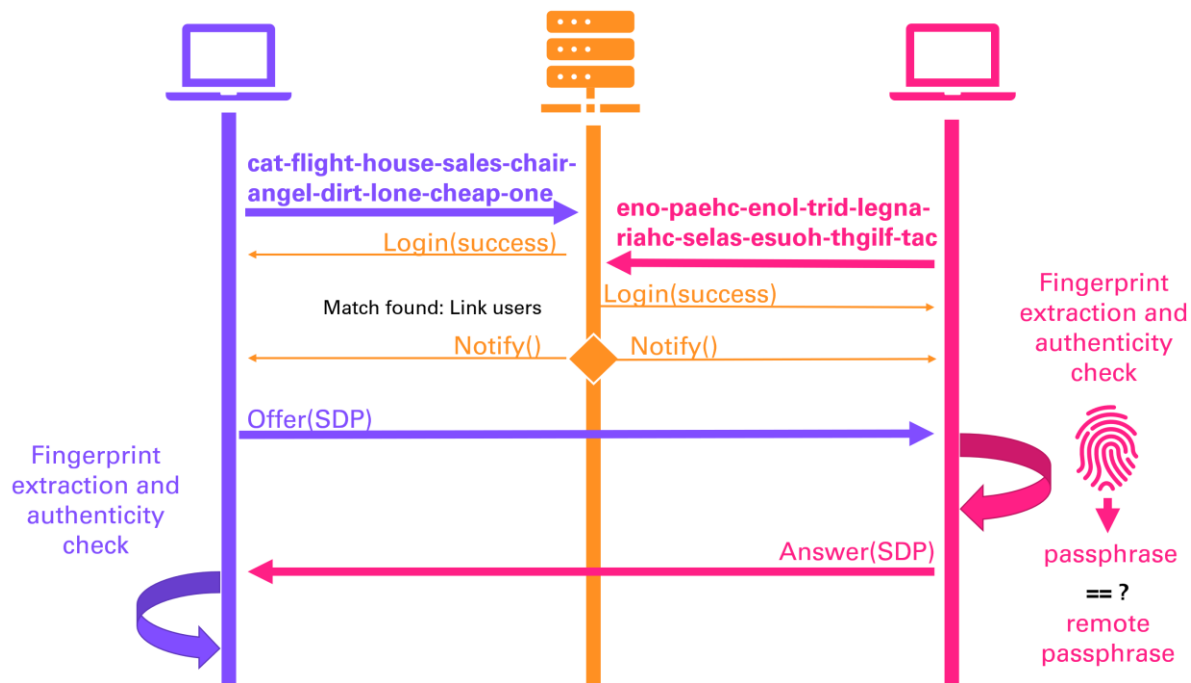 cat-flight-house-sales-chair-
angel-dirt-lone-cheap-one
eno-paehc-enol-trid-legna-
riahc-selas-esuoh-thgilf-tac
Login(success)
Login(success)
Match found: Link users
Notify()
Notify()
Fingerprint
extraction and
authenticity
check
Offer(SDP)
Fingerprint
extraction and
authenticity
check
Answer(SDP)
passphrase
== ?
remote
passphrase